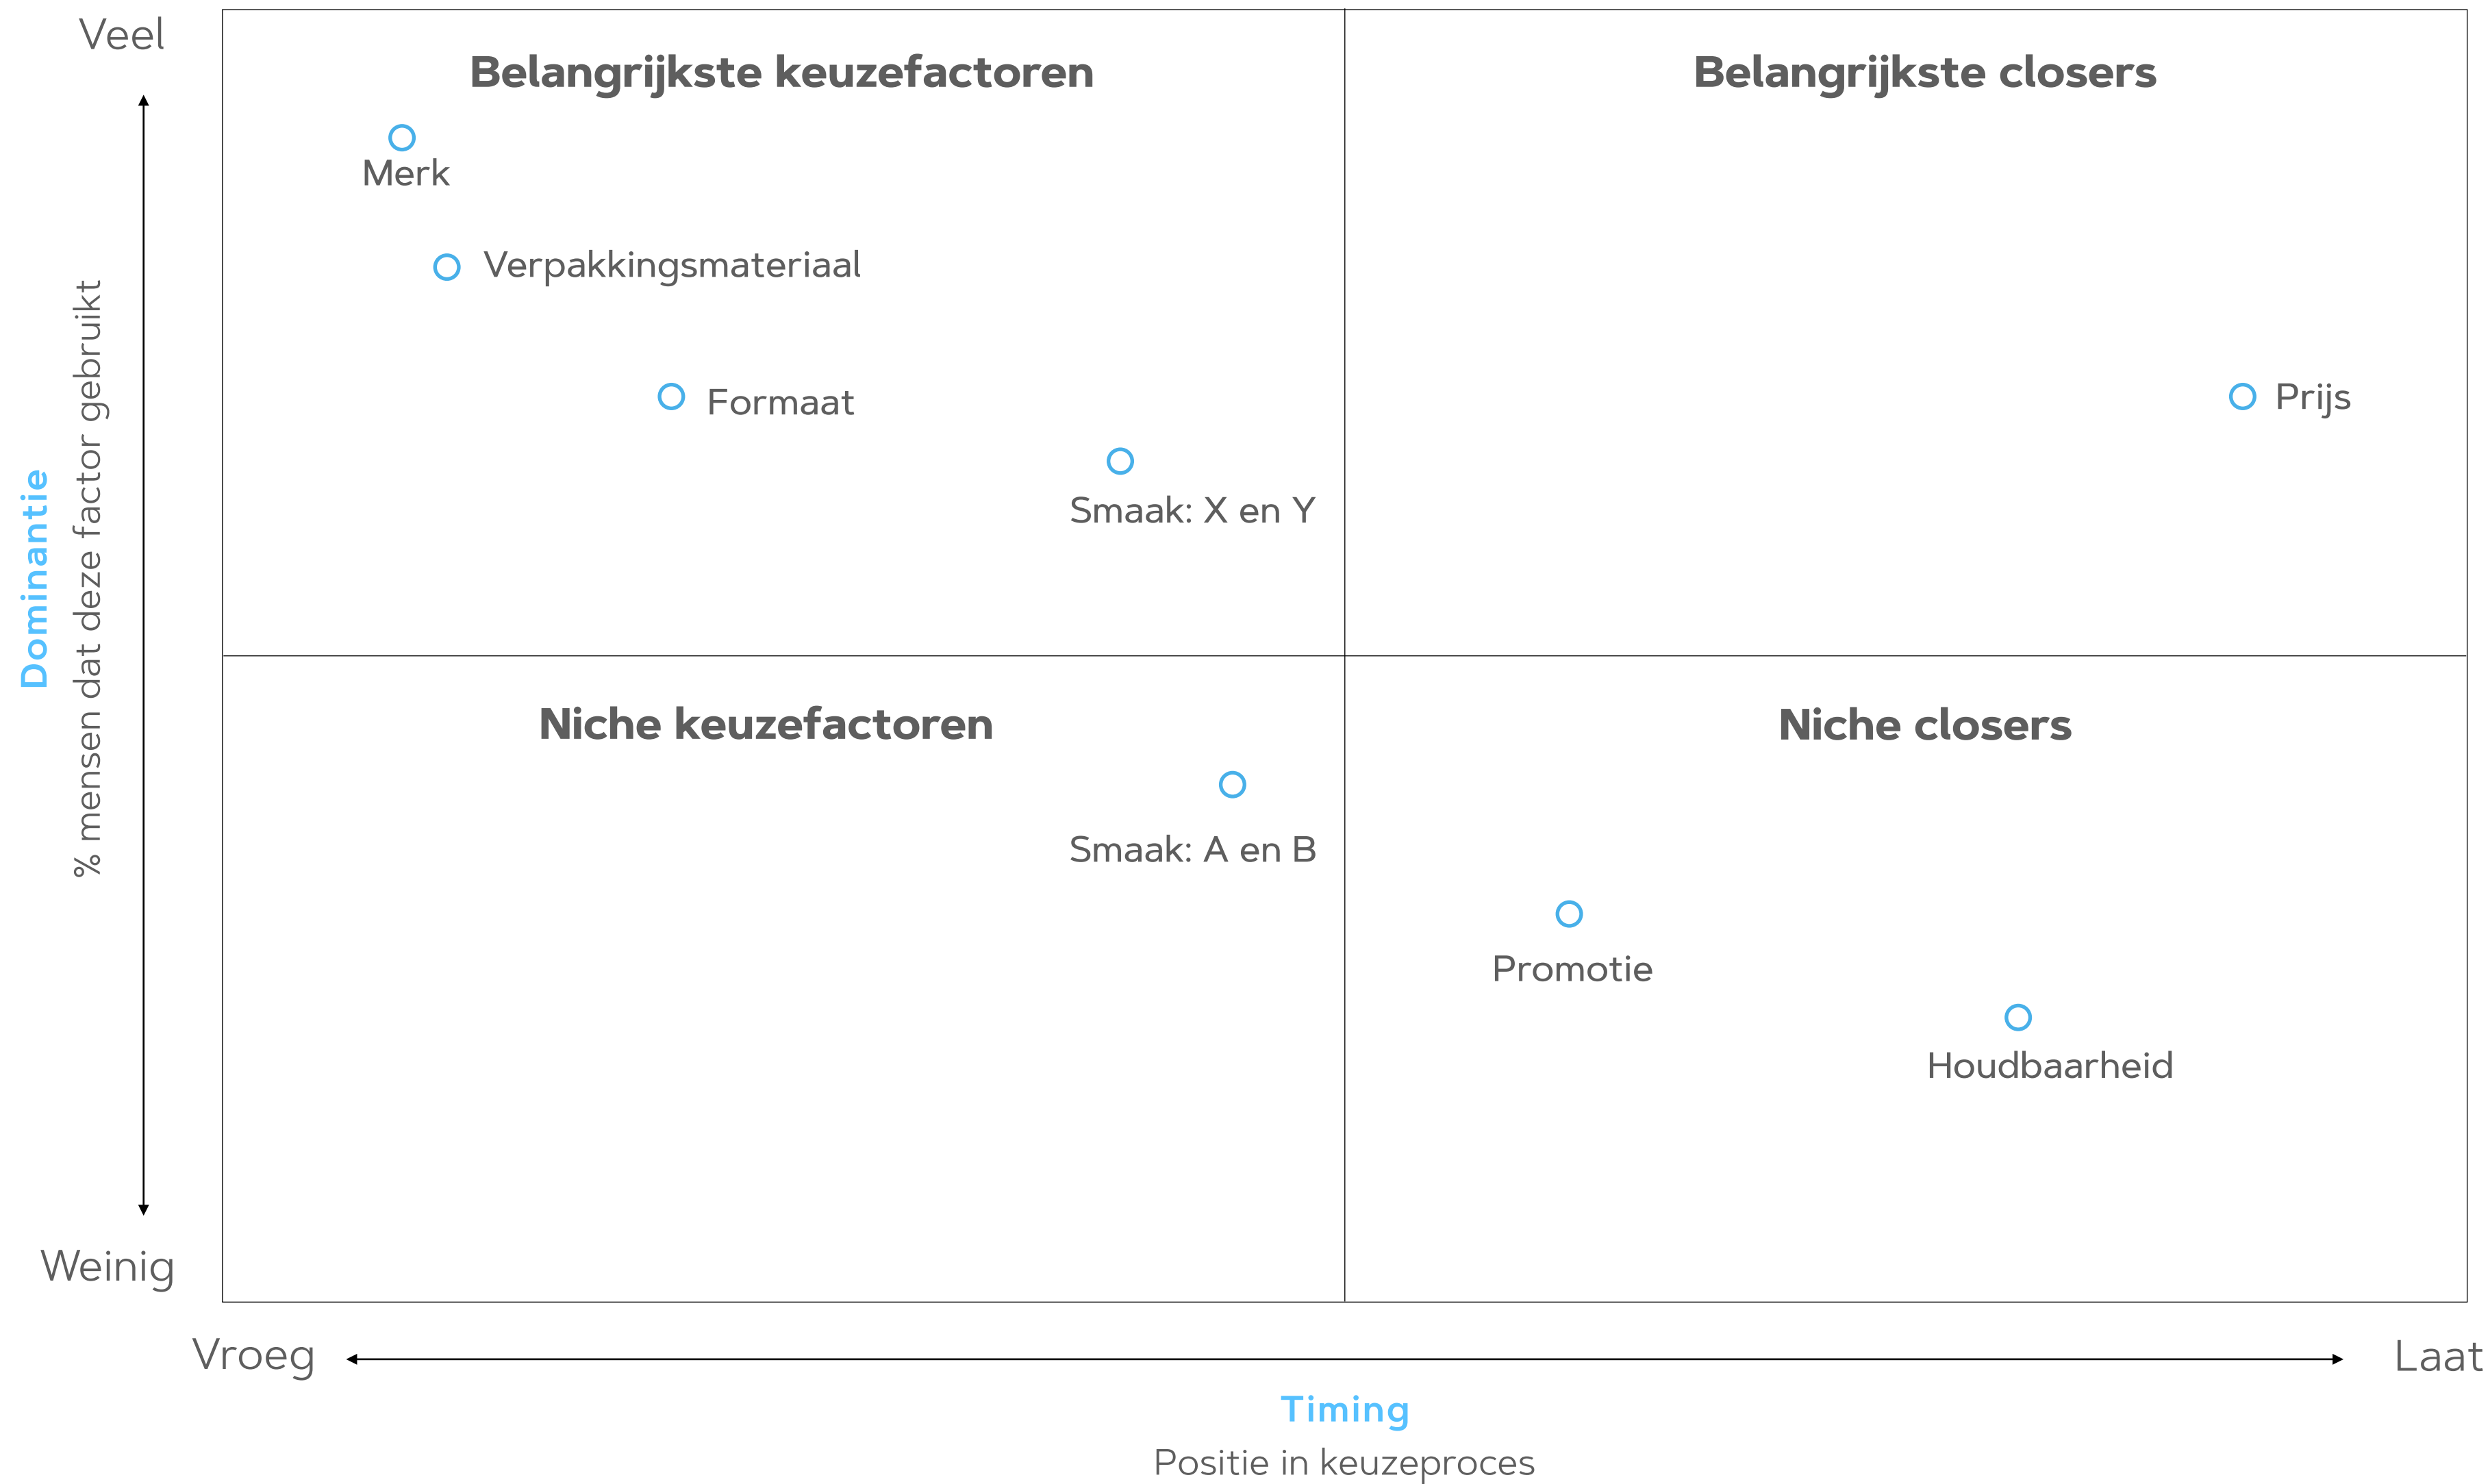 Veel
Belangrijkste keuzefactoren
Belangrijkste closers
Merk
Verpakkingsmateriaal
Formaat
Prijs
Smaak: X en Y
Dominantie
% mensen dat deze factor gebruikt
Niche keuzefactoren
Niche closers
Smaak: A en B
Promotie
Houdbaarheid
Weinig
Vroeg
Laat
Timing
Positie in keuzeproces